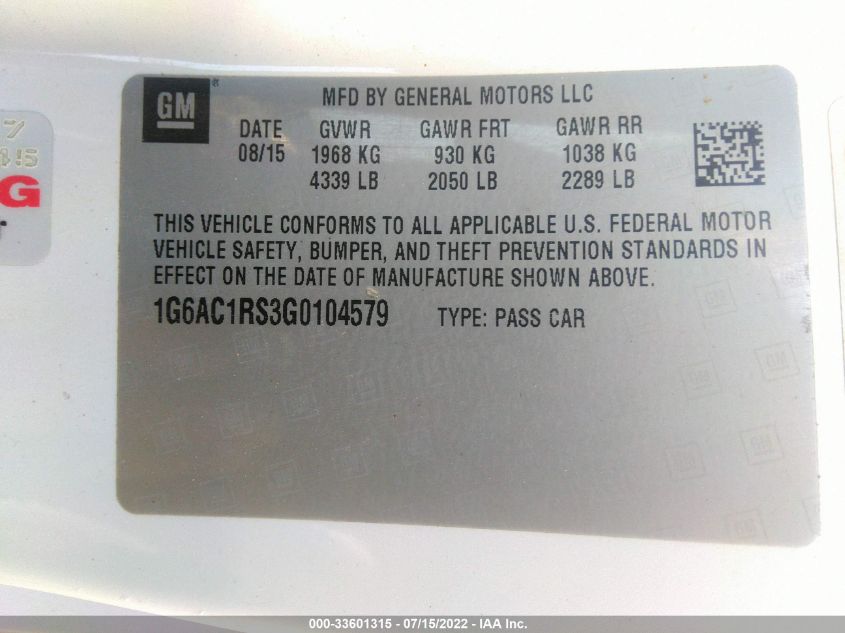 GM
MFD BY GENERAL MOTORS LLC
DATE GVWR GAWR FRT GAWR RR
08/15 1968 KG 930 KG 1038 KG
4339 LB 2050 LB 2289 LB
THIS VEHICLE CONFORMS TO ALL APPLICABLE U.S. FEDERAL MOTOR
VEHICLE SAFETY, BUMPER, AND THEFT PREVENTION STANDARDS IN
EFFECT ON THE DATE OF MANUFACTURE SHOWN ABOVE.
1G6AC1RS3G0104579 TYPE: PASS CAR
000-33601315 - 07/15/2022 - IAA Inc.